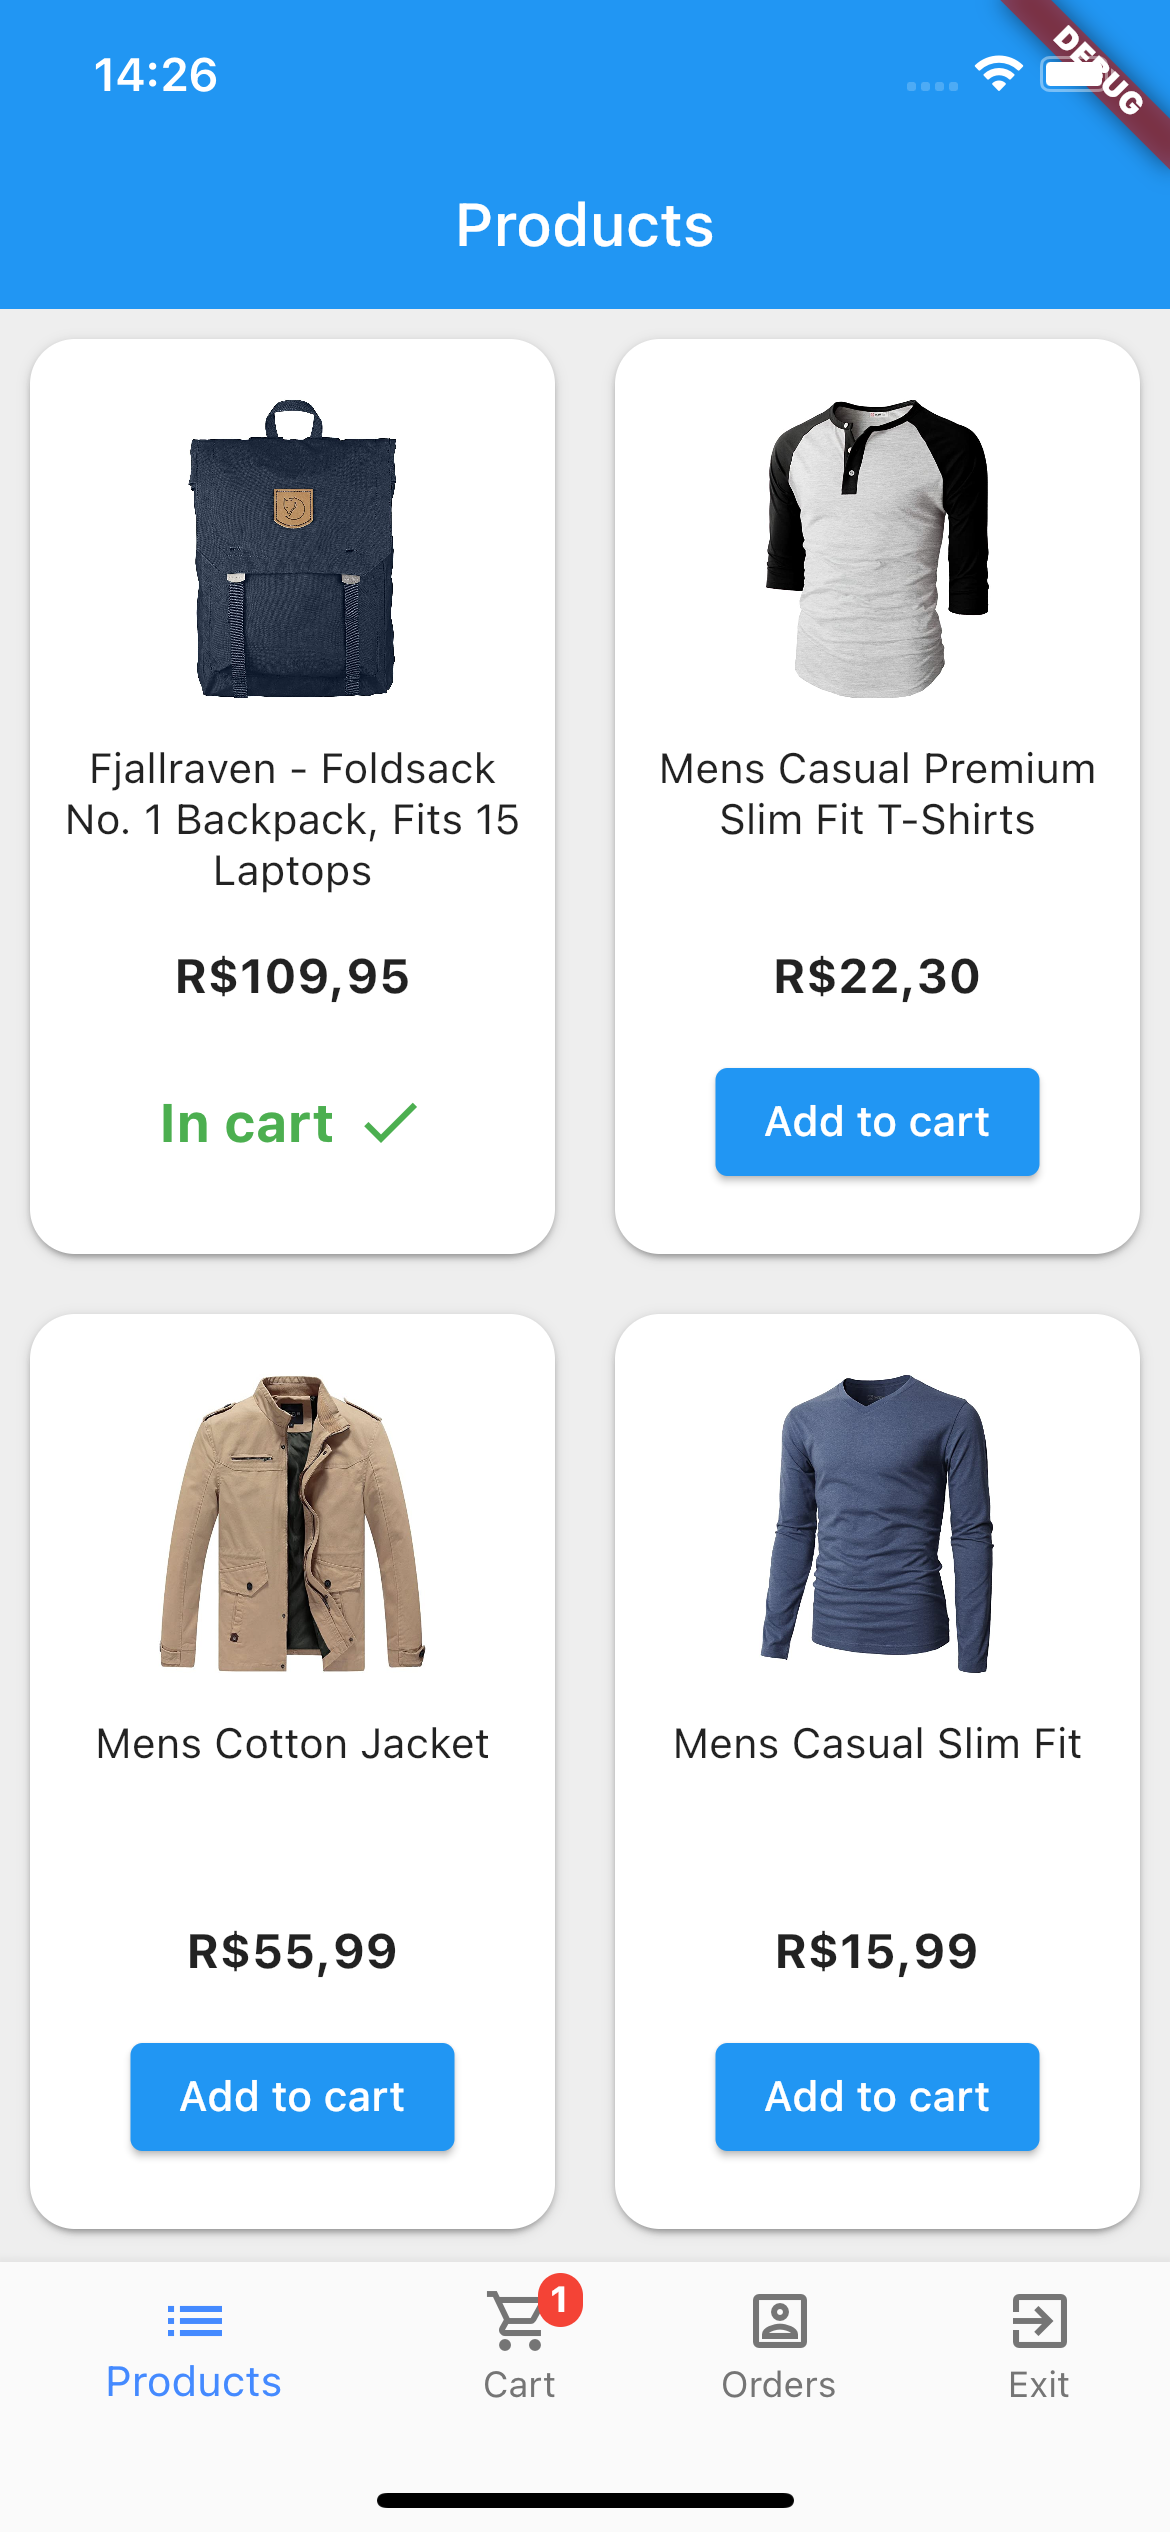 14:26
DEBUG
Products
Fjallraven - Foldsack
No. 1 Backpack, Fits 15
Laptops
R$109,95
In cart
Mens Casual Premium
Slim Fit T-Shirts
R$22,30
Add to cart
Mens Cotton Jacket
R$55,99
Add to cart
Mens Casual Slim Fit
R$15,99
Add to cart
Products
1
Cart
Orders
Exit